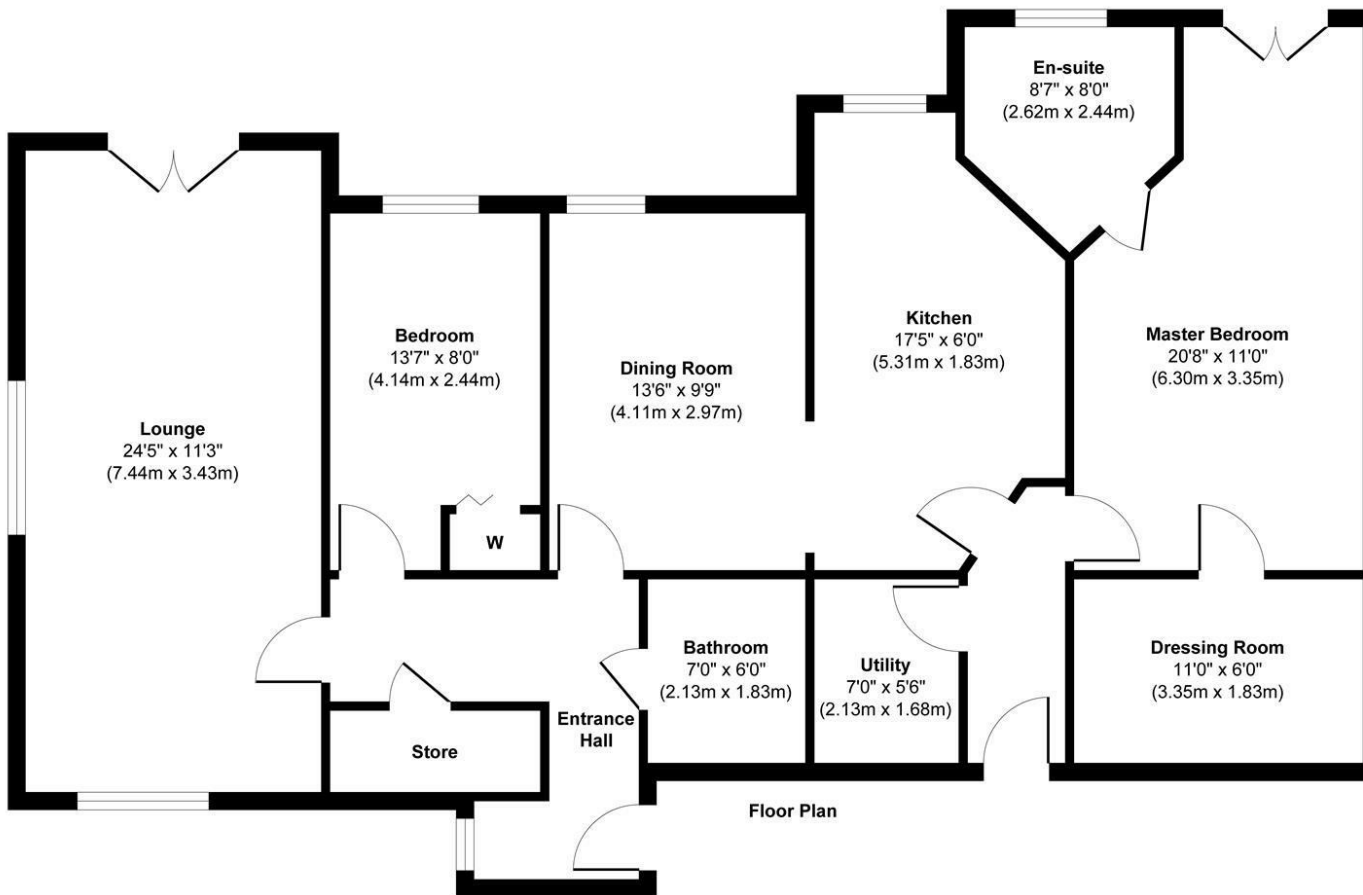 En-suite
8'7" x 8'0"
(2.62m x 2.44m)
Bedroom
13'7" x 8'0"
(4.14m x 2.44m)
Dining Room
13'6" x 9'9"
(4.11m x 2.97m)
Kitchen
17'5" x 6'0"
(5.31m x 1.83m)
Master Bedroom
20'8" x 11'0"
(6.30m x 3.35m)
Lounge
24'5" x 11'3"
(7.44m x 3.43m)
W
Bathroom
7'0" x 6'0"
(2.13m x 1.83m)
Utility
7'0" x 5'6"
(2.13m x 1.68m)
Dressing Room
11'0" x 6'0"
(3.35m x 1.83m)
Store
Entrance
Hall
Floor Plan